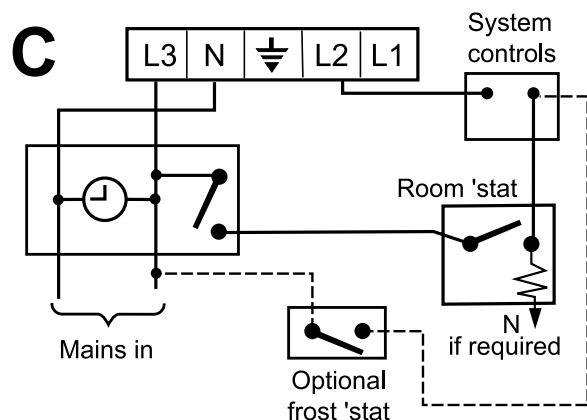 C
L3 N L2 L1
System
controls
Room 'stat
N
if required
Mains in
Optional
frost 'stat